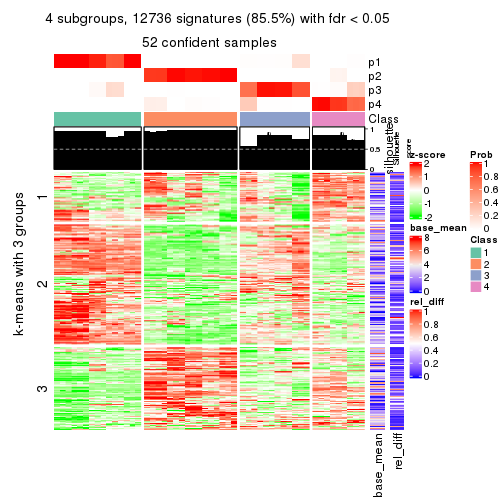 4 subgroups, 12736 signatures (85.5%) with fdr < 0.05
52 confident samples
p1
p2
p3
p4
Class
1
0.5
0
silhouette
Silhouette
score
k-means with 3 groups
1
2
3
base_mean
rel_diff
z-score
2
1
0
-1
-2
base_mean
8
6
4
2
0
rel_diff
1
0.8
0.6
0.4
0.2
0
Prob
1
0.8
0.6
0.4
0.2
0
Class
1
2
3
4